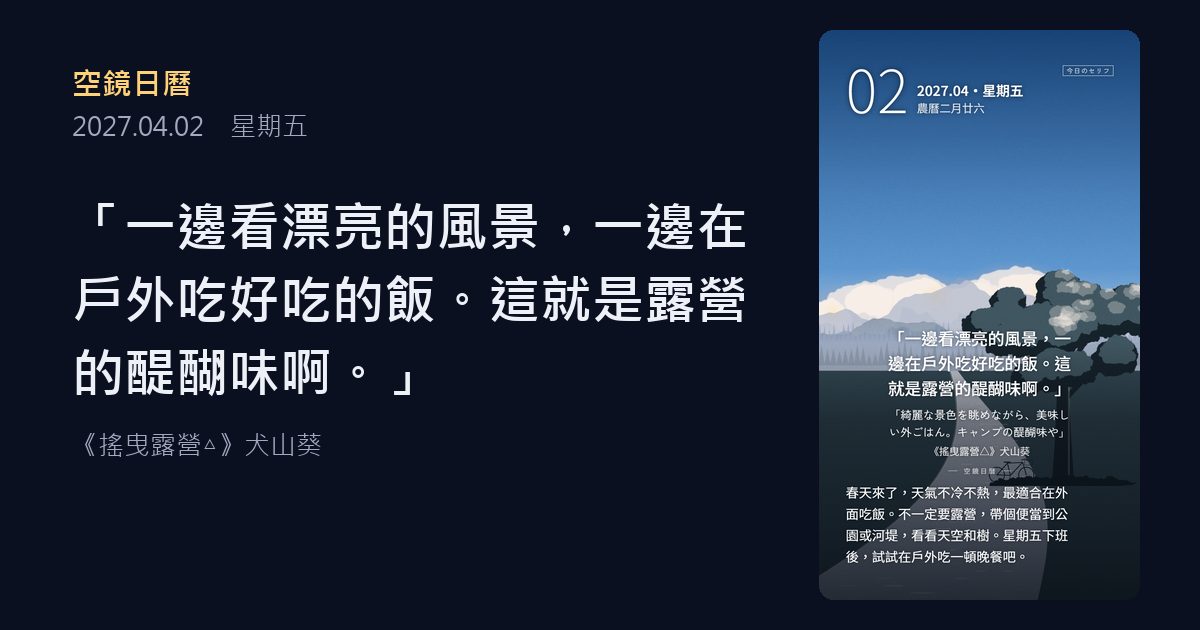 空鏡日曆
2027.04.02 星期五
「一邊看漂亮的風景，一邊在
戶外吃好吃的飯。這就是露營
的醍醐味啊。」
《搖曳露營△》犬山葵
02
2027.04・星期五
農曆二月廿六
今日のセリフ
「一邊看漂亮的風景，一
邊在戶外吃好吃的飯。這
就是露營的醍醐味啊。」
「綺麗な景色を眺めながら、美味し
い外ごはん。キャンプの醍醐味や」
《搖曳露營△》犬山葵
— 空鏡日曆
春天來了，天氣不冷不熱，最適合在外
面吃飯。不一定要露營，帶個便當到公
園或河堤，看看天空和樹。星期五下班
後，試試在戶外吃一頓晚餐吧。